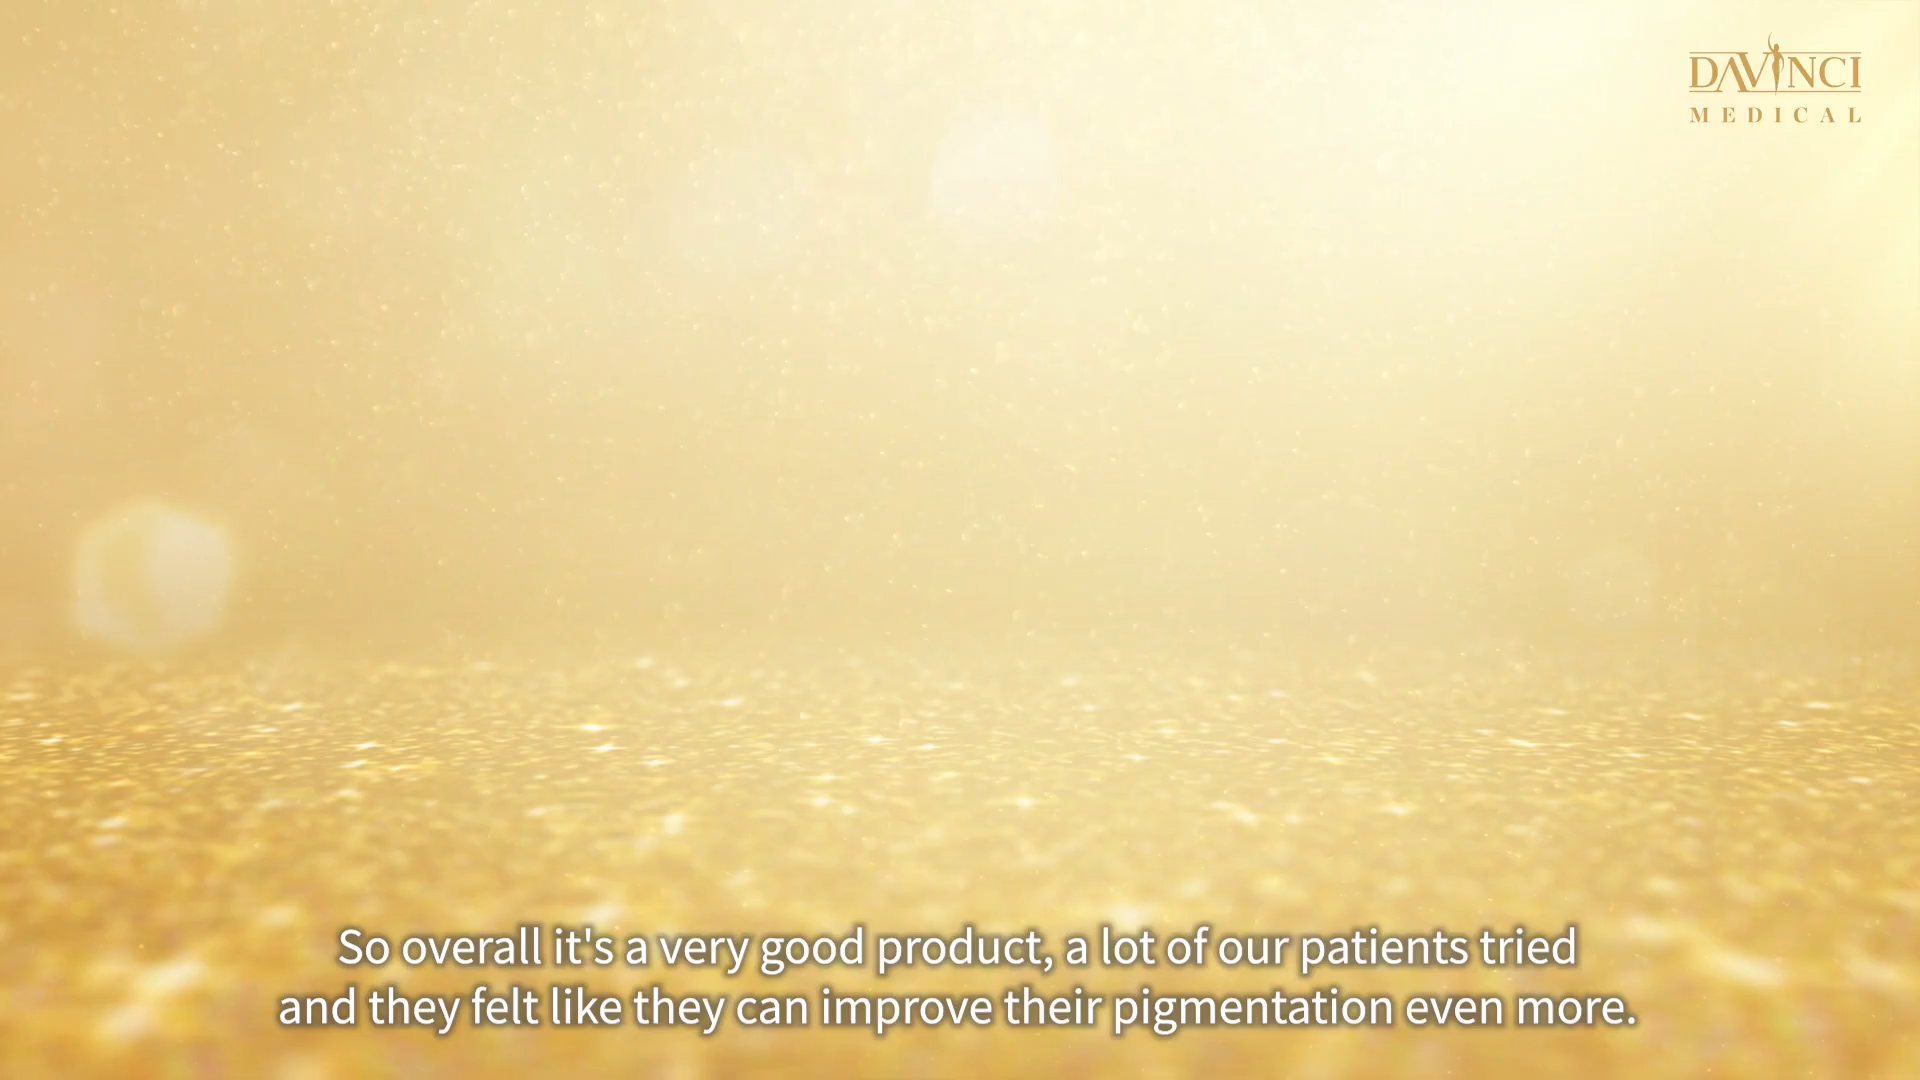 DAVINCI
MEDICAL
So overall it's a very good product, a lot of our patients tried
and they felt like they can improve their pigmentation even more.